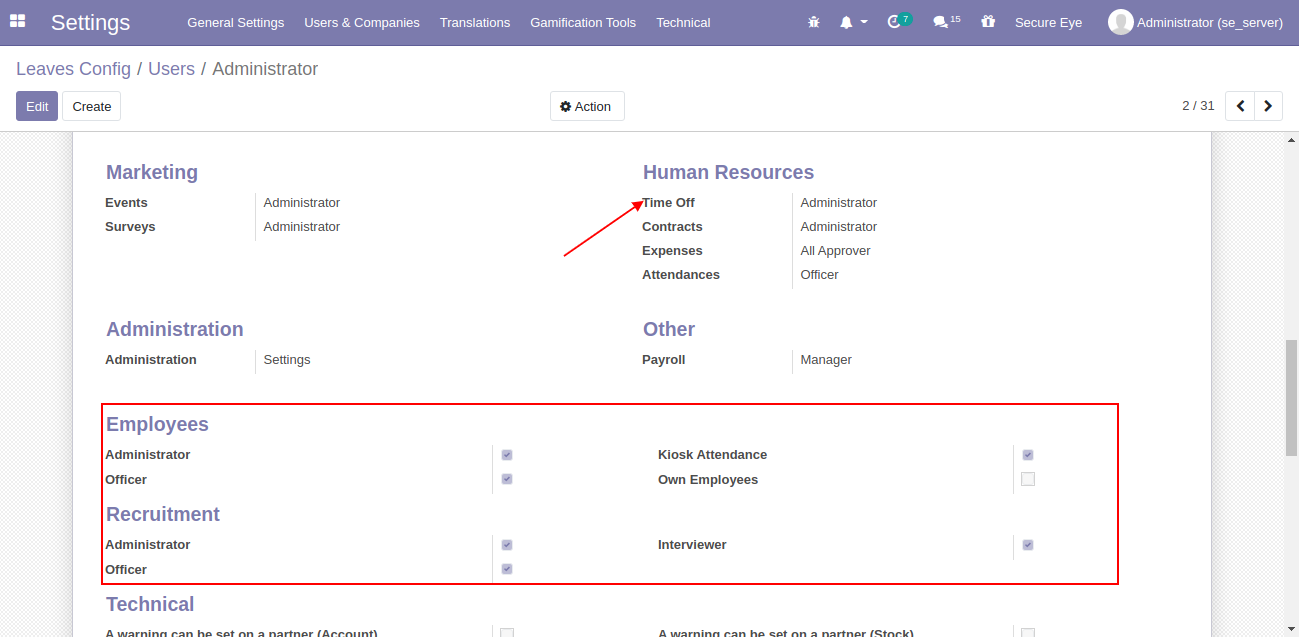 Settings General Settings Users & Companies Translations Gamification Tools Technical 7 15 Secure Eye Administrator (se_server)
Leaves Config / Users / Administrator
Edit Create Action 2 / 31
Marketing Human Resources
Events Administrator Time Off Administrator
Surveys Administrator Contracts Administrator
Expenses All Approver
Attendances Officer
Administration Other
Administration Settings Payroll Manager
Employees
Administrator Kiosk Attendance
Officer Own Employees
Recruitment
Administrator Interviewer
Officer
Technical
A warning can be set on a partner (Account) A warning can be set on a partner (Stock)